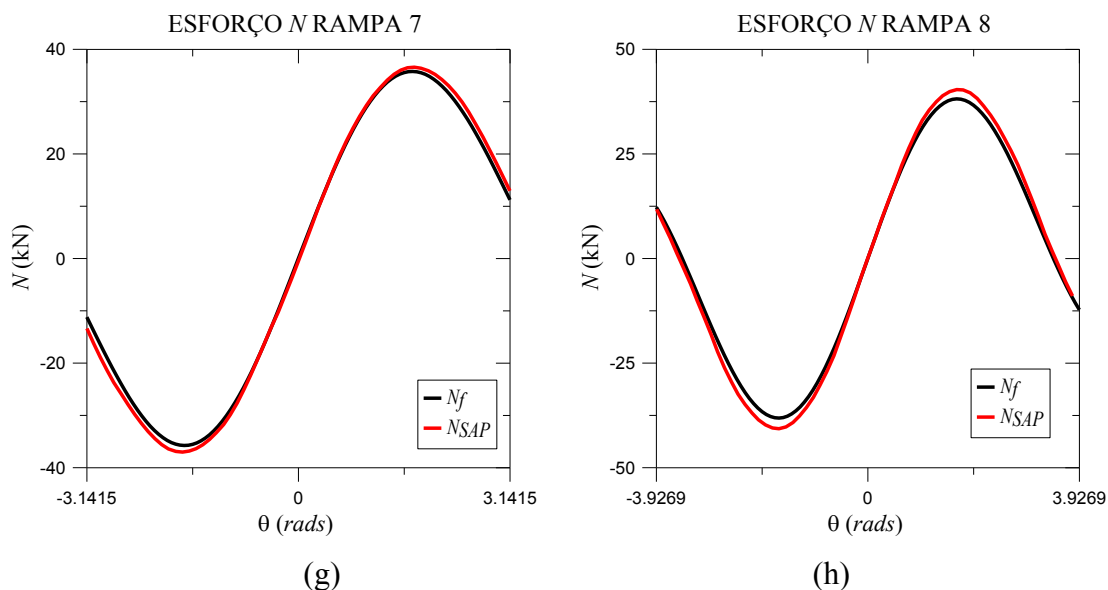 ESFORÇO N RAMPA 7
40
20
0
-20
-40
N (kN)
-3.1415 0 3.1415
θ (rads)
Nf
NSAP
(g)
ESFORÇO N RAMPA 8
50
25
0
-25
-50
N (kN)
-3.9269 0 3.9269
θ (rads)
Nf
NSAP
(h)